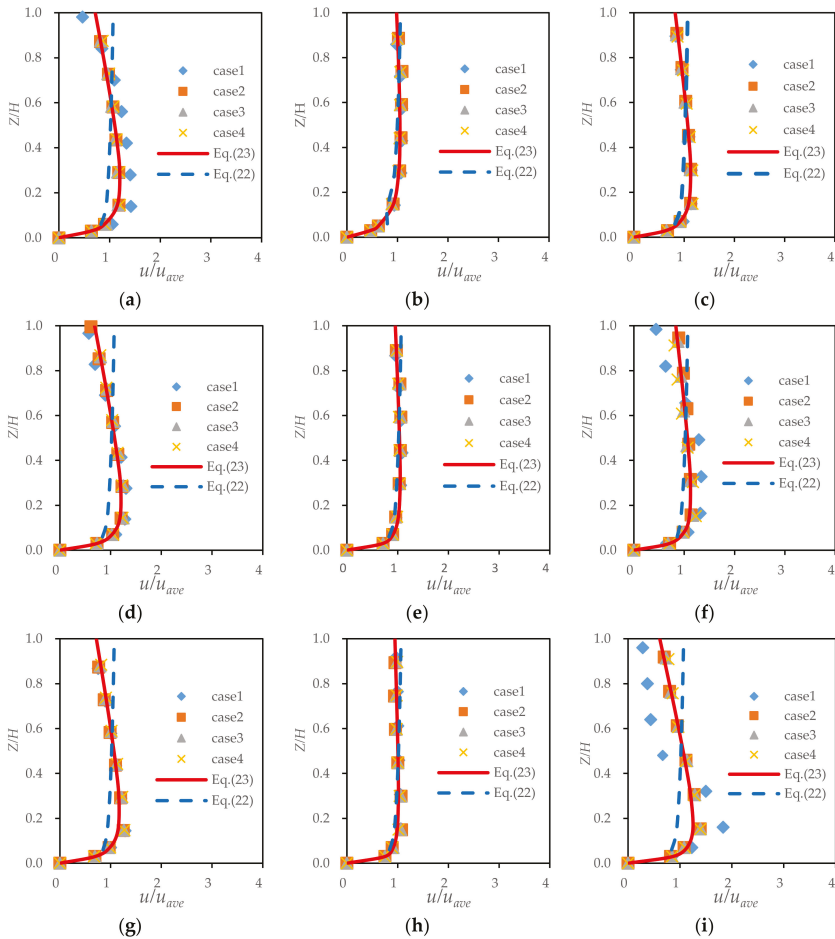 1.0
0.8
0.6
0.4
0.2
0.0
Z/H
0 1 2 3 4
u/u_ave
case1
case2
case3
case4
Eq.(23)
Eq.(22)
(a)
1.0
0.8
0.6
0.4
0.2
0.0
Z/H
0 1 2 3 4
u/u_ave
case1
case2
case3
case4
Eq.(23)
Eq.(22)
(b)
1.0
0.8
0.6
0.4
0.2
0.0
Z/H
0 1 2 3 4
u/u_ave
case1
case2
case3
case4
Eq.(23)
Eq.(22)
(c)
1.0
0.8
0.6
0.4
0.2
0.0
Z/H
0 1 2 3 4
u/u_ave
case1
case2
case3
case4
Eq.(23)
Eq.(22)
(d)
1.0
0.8
0.6
0.4
0.2
0.0
Z/H
0 1 2 3 4
u/u_ave
case1
case2
case3
case4
Eq.(23)
Eq.(22)
(e)
1.0
0.8
0.6
0.4
0.2
0.0
Z/H
0 1 2 3 4
u/u_ave
case1
case2
case3
case4
Eq.(23)
Eq.(22)
(f)
1.0
0.8
0.6
0.4
0.2
0.0
Z/H
0 1 2 3 4
u/u_ave
case1
case2
case3
case4
Eq.(23)
Eq.(22)
(g)
1.0
0.8
0.6
0.4
0.2
0.0
Z/H
0 1 2 3 4
u/u_ave
case1
case2
case3
case4
Eq.(23)
Eq.(22)
(h)
1.0
0.8
0.6
0.4
0.2
0.0
Z/H
0 1 2 3 4
u/u_ave
case1
case2
case3
case4
Eq.(23)
Eq.(22)
(i)